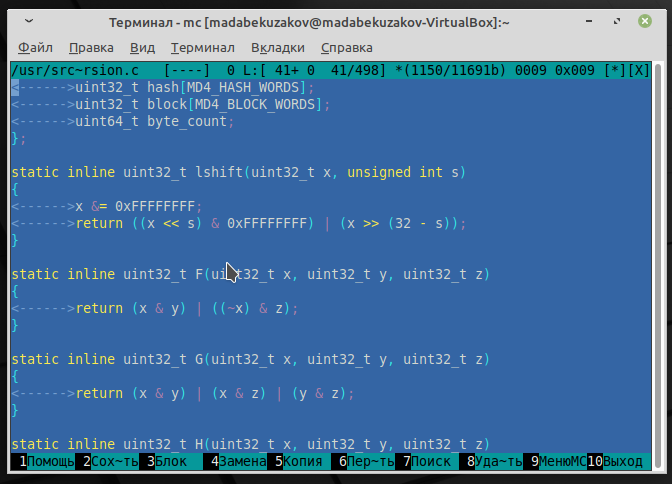 Терминал - mc [madabekuzakov@madabekuzakov-VirtualBox]:~
Файл Правка Вид Терминал Вкладки Справка
/usr/src~rsion.c [----] 0 L:[ 41+ 0 41/498] *(1150/11691b) 0009 0x009 [*][X]
<------>uint32_t hash[MD4_HASH_WORDS];
<------>uint32_t block[MD4_BLOCK_WORDS];
<------>uint64_t byte_count;
};
static inline uint32_t lshift(uint32_t x, unsigned int s)
{
<------>x &= 0xFFFFFFFF;
<------>return ((x << s) & 0xFFFFFFFF) | (x >> (32 - s));
}
static inline uint32_t F(uint32_t x, uint32_t y, uint32_t z)
{
<------>return (x & y) | ((~x) & z);
}
static inline uint32_t G(uint32_t x, uint32_t y, uint32_t z)
{
<------>return (x & y) | (x & z) | (y & z);
}
static inline uint32_t H(uint32_t x, uint32_t y, uint32_t z)
1Помощь 2Сох~ть 3Блок 4Замена 5Копия 6Пер~ть 7Поиск 8Уда~ть 9МенюMC 10Выход